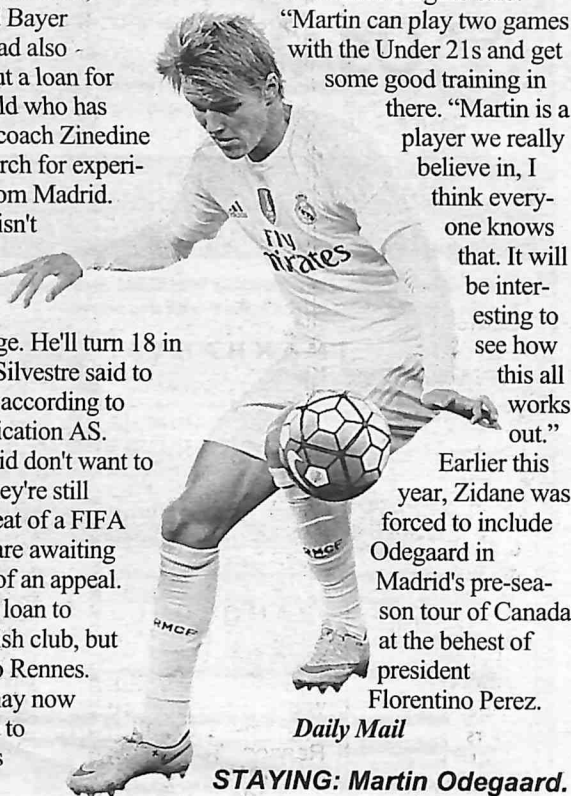 Bayer
ad also
t a loan for
ld who has
coach Zinedine
rch for experi-
om Madrid.
isn't
ge. He'll turn 18 in
Silvestre said to
according to
ication AS.
id don't want to
ey're still
eat of a FIFA
are awaiting
of an appeal.
loan to
sh club, but
o Rennes.
ay now
to
s
“Martin can play two games
with the Under 21s and get
some good training in
there. “Martin is a
player we really
believe in, I
think every-
one knows
that. It will
be inter-
esting to
see how
this all
works
out.”
Earlier this
year, Zidane was
forced to include
Odegaard in
Madrid's pre-sea-
son tour of Canada
at the behest of
president
Florentino Perez.
Daily Mail
adidas
Fly
Emirates
RMCF
RMCF
STAYING: Martin Odegaard.